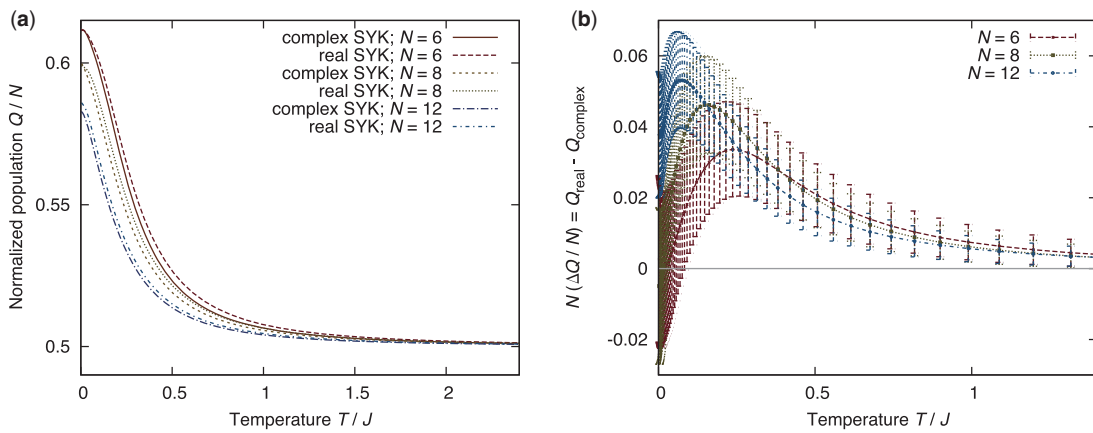 (a)
Normalized population Q / N
0.6
0.55
0.5
complex SYK; N = 6
real SYK; N = 6
complex SYK; N = 8
real SYK; N = 8
complex SYK; N = 12
real SYK; N = 12
0 0.5 1 1.5 2
Temperature T / J
(b)
N (ΔQ / N) = Q_real - Q_complex
0.06
0.04
0.02
0
-0.02
N = 6
N = 8
N = 12
0 0.5 1
Temperature T / J